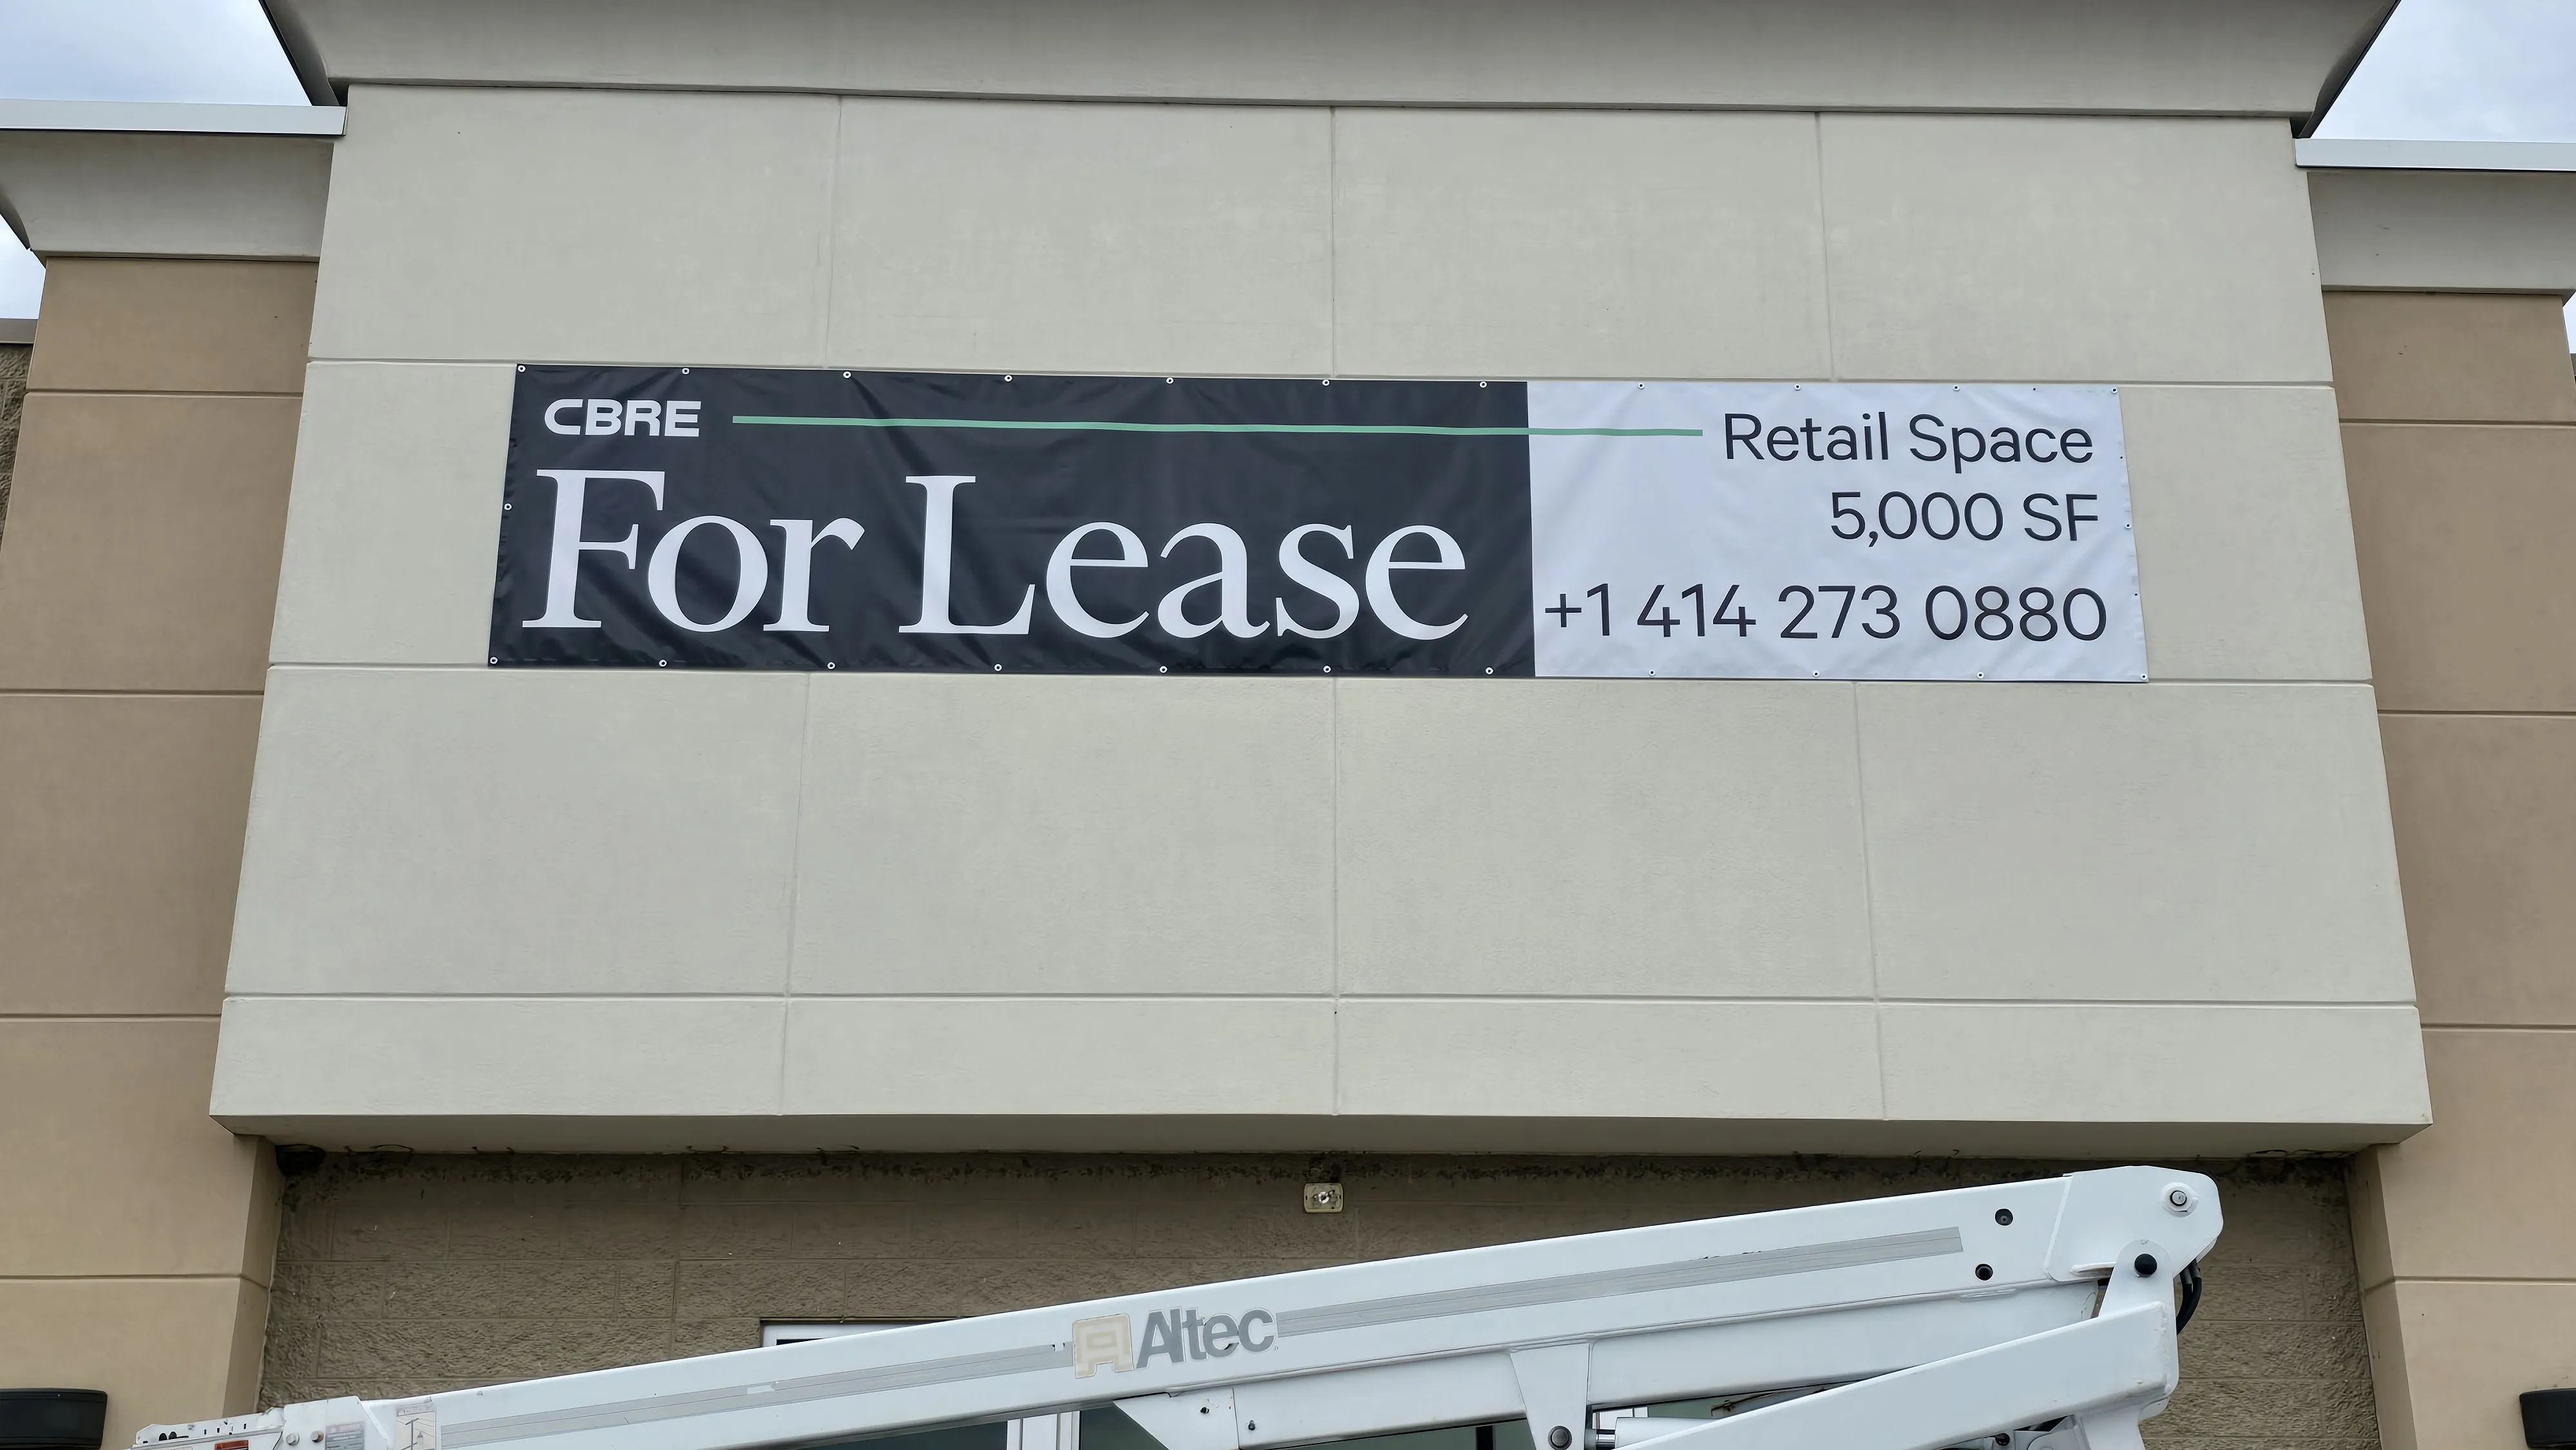 CBRE
For Lease
Retail Space
5,000 SF
+1 414 273 0880
Altec